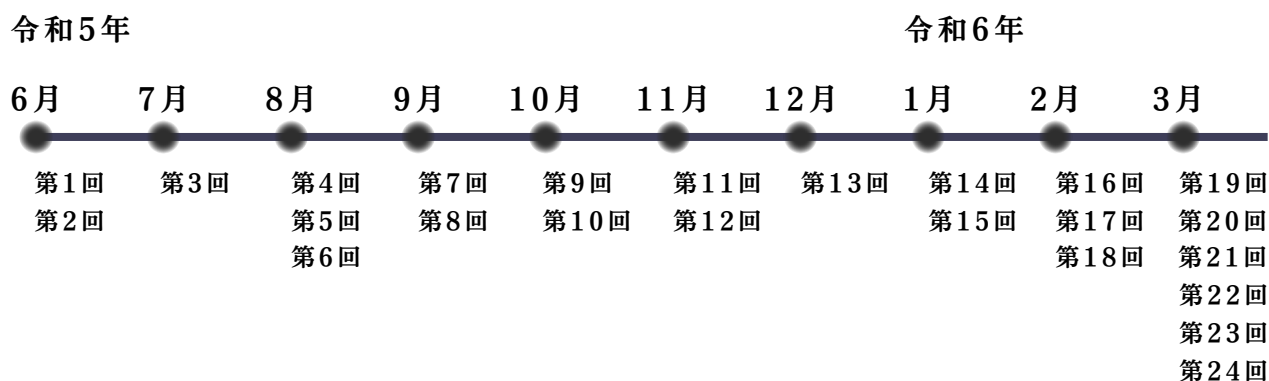 令和5年 令和6年
6月 7月 8月 9月 10月 11月 12月 1月 2月 3月
第1回 第3回 第4回 第7回 第9回 第11回 第13回 第14回 第16回 第19回
第2回 第5回 第8回 第10回 第12回 第15回 第17回 第20回
第6回 第18回 第21回
第22回
第23回
第24回